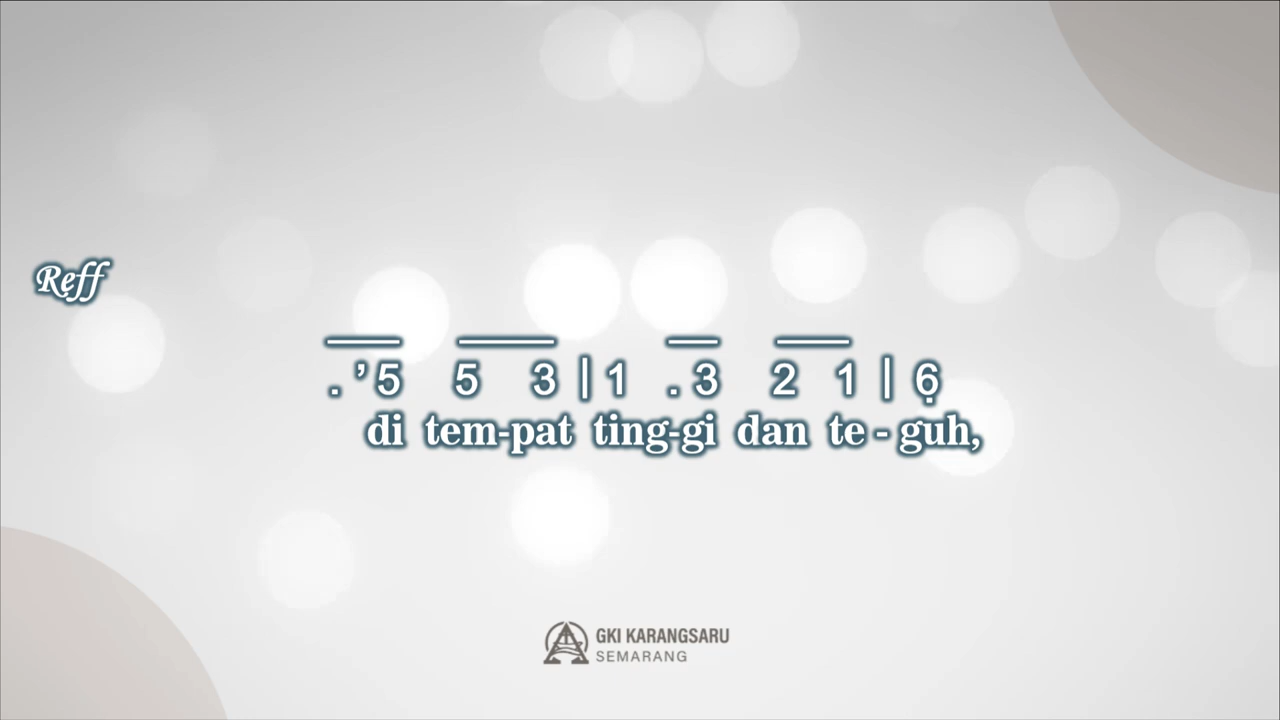 Reff
. ’ 5 5 3 | 1 . 3 2 1 | 6̣
di tem-pat ting-gi dan te - guh,
GKI KARANGSARU
SEMARANG